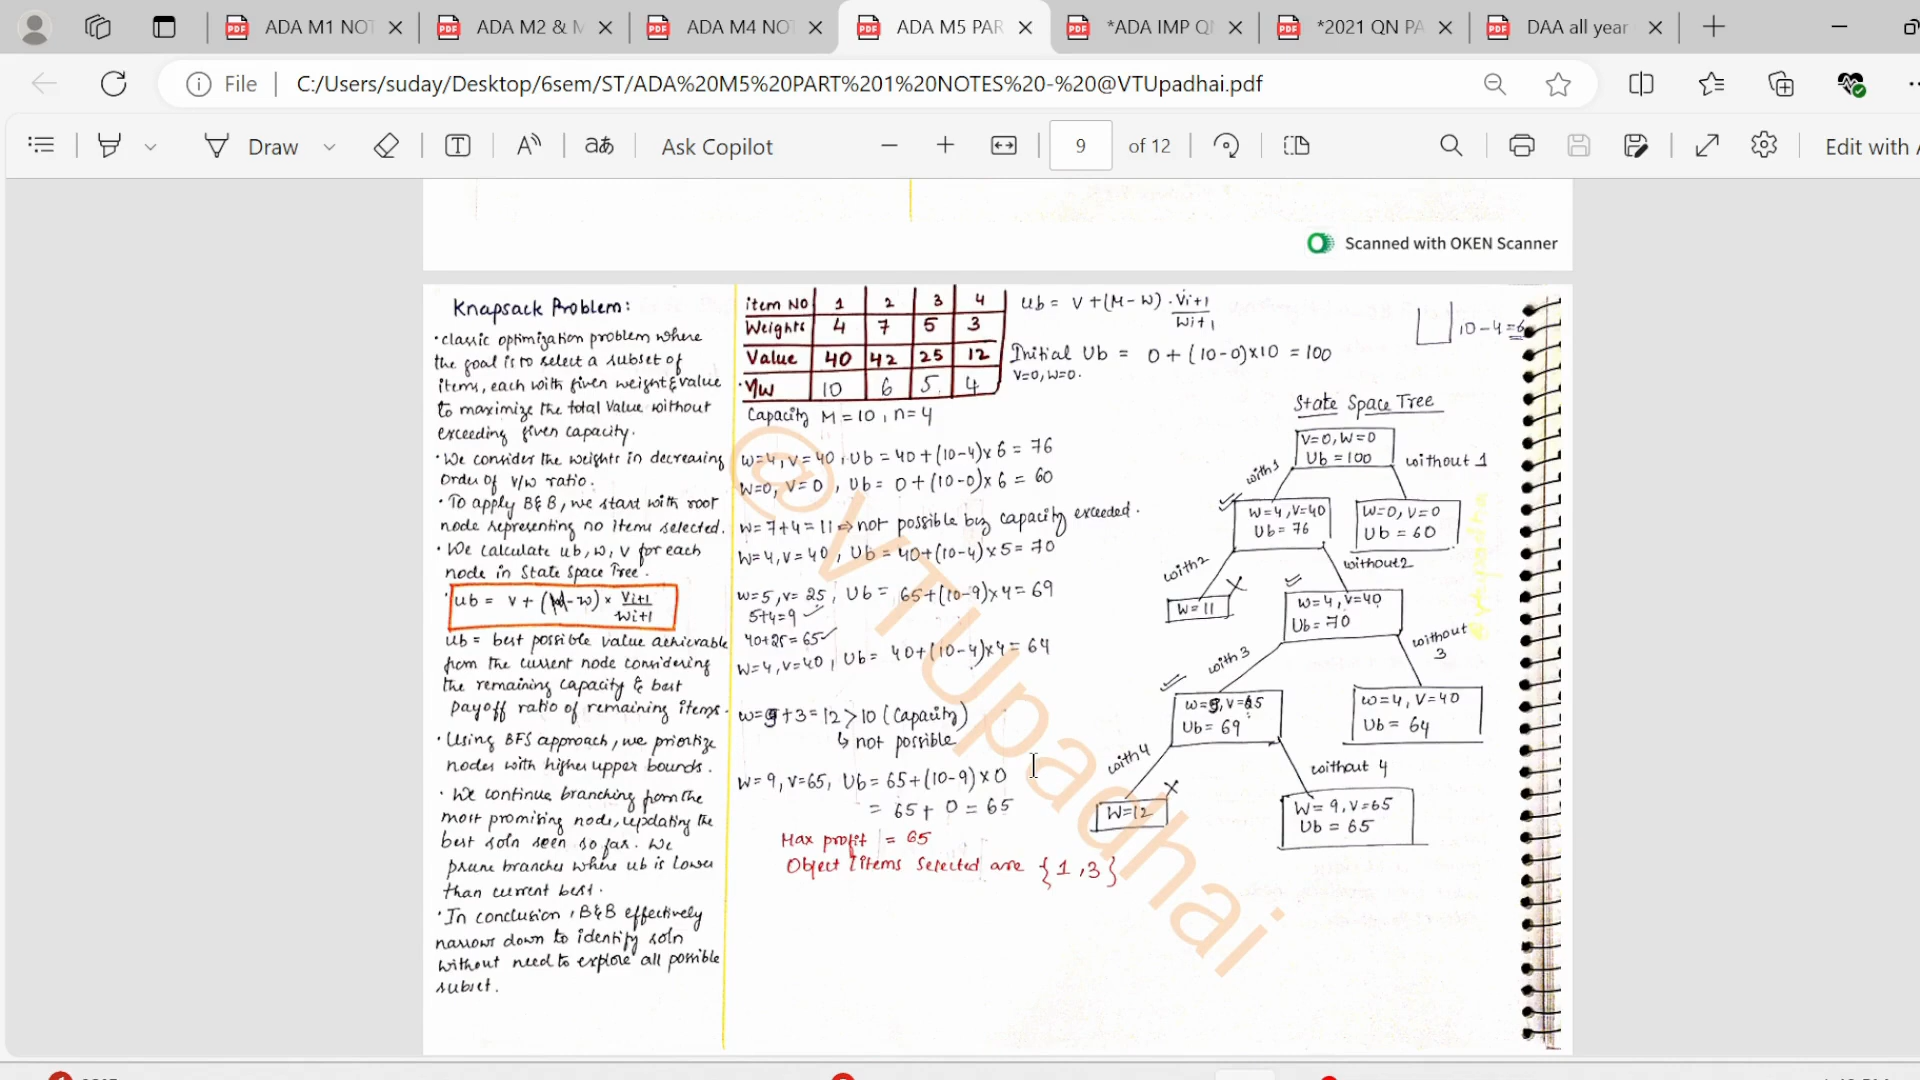 ADA M1 NOT
ADA M2 & M
ADA M4 NO
ADA M5 PAR
*ADA IMP Q
*2021 QN PA
DAA all year
File
C:/Users/suday/Desktop/6sem/ST/ADA%20M5%20PART%201%20NOTES%20-%20@VTUpadhai.pdf
Draw
Ask Copilot
9
of 12
Edit with A
Scanned with OKEN Scanner
Knapsack Problem:
• classic optimization problem where
the goal is to select a subset of
items, each with given weight & value
to maximize the total value without
exceeding given capacity.
• We consider the weights in decreasing
order of v/w ratio.
• To apply B&B, we start with root
node representing no items selected.
• We calculate ub, w, v for each
node in State Space Tree.
ub = v + (M-w) × Vi+1
Wi+1
ub = best possible value achievable
from the current node considering
the remaining capacity & best
payoff ratio of remaining items.
• Using BFS approach, we prioritize
nodes with higher upper bounds.
• We continue branching from the
most promising node, updating the
best soln seen so far. We
prune branches where ub is lower
than current best.
• In conclusion, B&B effectively
narrows down to identify soln
without need to explore all possible
subset.
item No 1 2 3 4
Weights 4 7 5 3
Value 40 42 25 12
V/W 10 6 5 4
Capacity M=10, n=4
Ub = V+(M-W) . Vi+1
Wi+1
Initial Ub = 0+(10-0)×10 = 100
V=0, W=0.
10-4=6
W=4, V=40, Ub = 40+(10-4)×6 = 76
W=0, V=0, Ub = 0+(10-0)×6 = 60
W=7+4=11 ⇒ not possible bcz capacity exceeded.
W=4, V=40, Ub = 40+(10-4)×5 = 70
W=5, V=25, Ub = 65+(10-9)×4 = 69
5+4=9 ✓
40+25=65 ✓
W=4, V=40, Ub = 40+(10-4)×4 = 64
W=9+3=12>10 (Capacity)
↳ not possible
W=9, V=65, Ub = 65+(10-9)×0
= 65+0=65
Max profit = 65
Object Items Selected are {1,3}
State Space Tree
V=0, W=0
Ub=100
with 1
without 1
W=4, V=40
Ub=76
W=0, V=0
Ub=60
with 2
without 2
W=11
W=4, V=40
Ub=70
with 3
without
3
W=9, V=65
Ub=69
W=4, V=40
Ub=64
with 4
without 4
W=12
W=9, V=65
Ub=65
@VTUpadhai